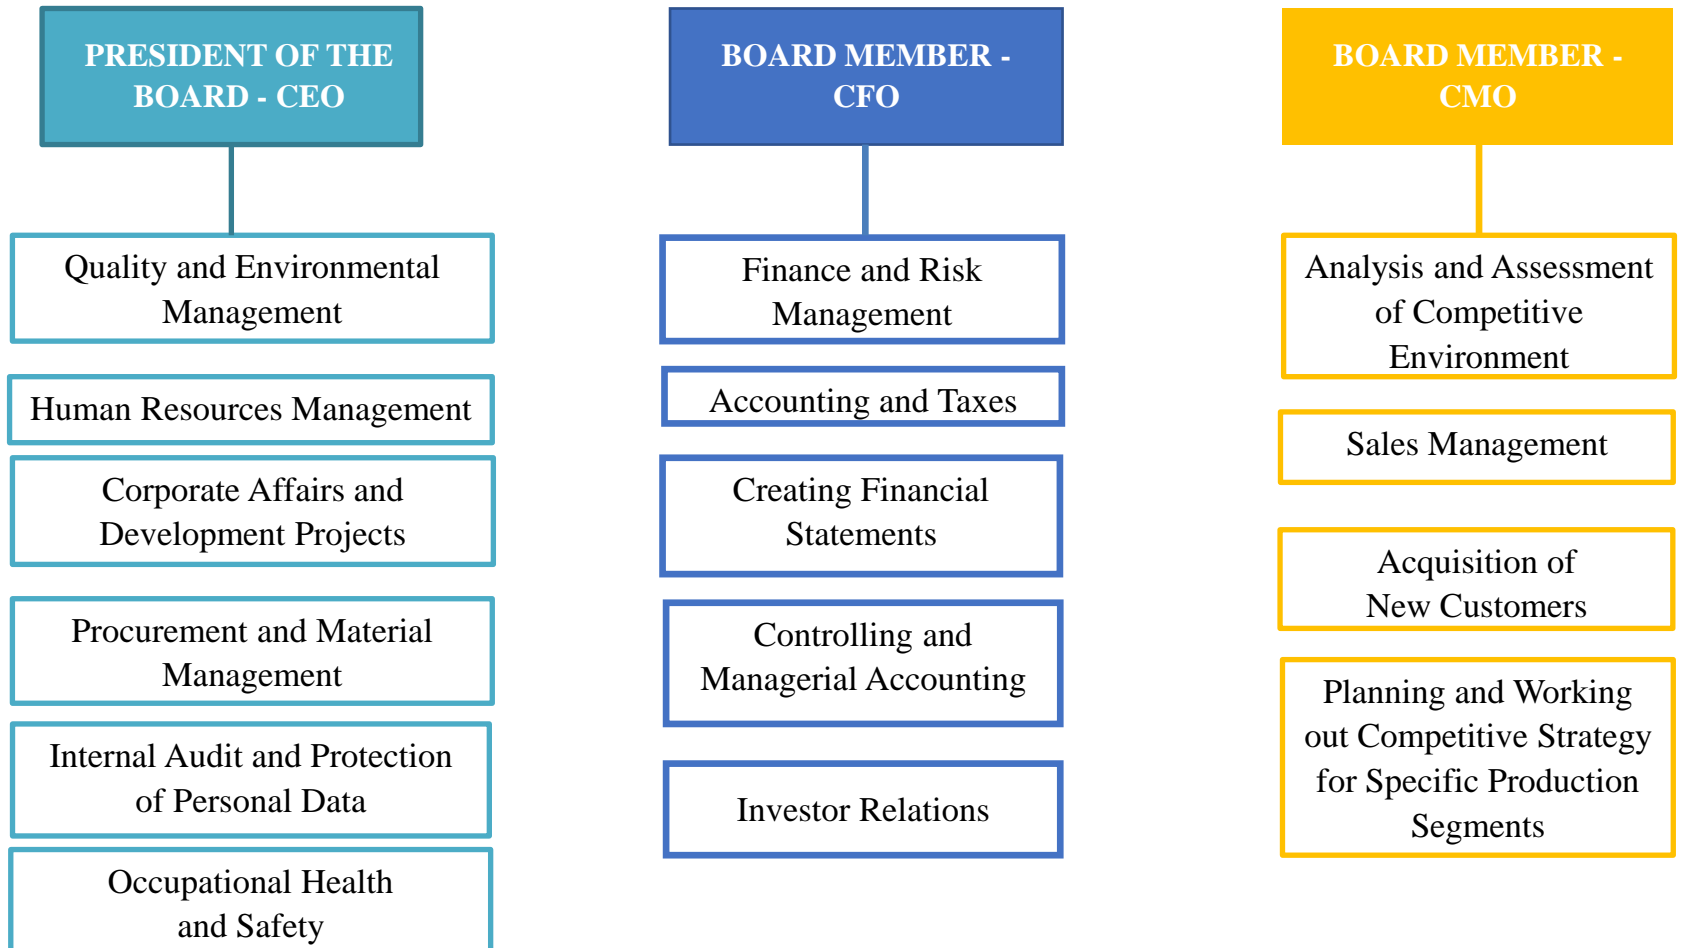 PRESIDENT OF THE
BOARD - CEO
Quality and Environmental
Management
Human Resources Management
Corporate Affairs and
Development Projects
Procurement and Material
Management
Internal Audit and Protection
of Personal Data
Occupational Health
and Safety
BOARD MEMBER -
CFO
Finance and Risk
Management
Accounting and Taxes
Creating Financial
Statements
Controlling and
Managerial Accounting
Investor Relations
BOARD MEMBER -
CMO
Analysis and Assessment
of Competitive
Environment
Sales Management
Acquisition of
New Customers
Planning and Working
out Competitive Strategy
for Specific Production
Segments